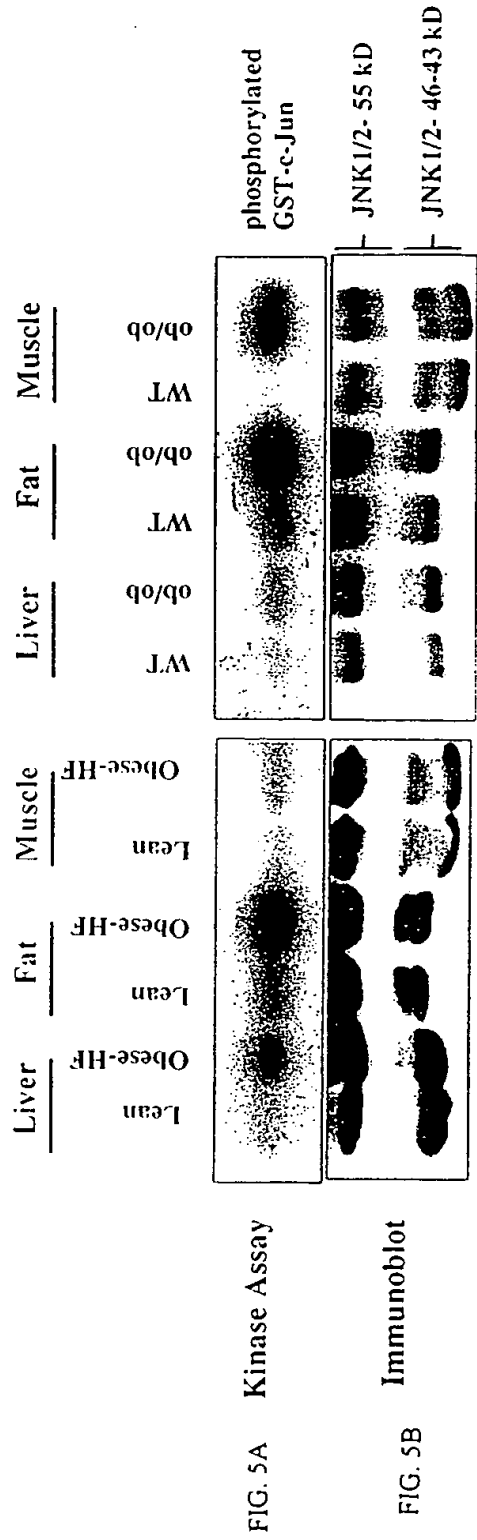 Liver Fat Muscle
Lean Obese-HF Lean Obese-HF Lean Obese-HF
Liver Fat Muscle
WT ob/ob WT ob/ob WT ob/ob
FIG. 5A Kinase Assay
phosphorylated
GST-c-Jun
FIG. 5B Immunoblot
JNK1/2- 55 kD
JNK1/2- 46-43 kD